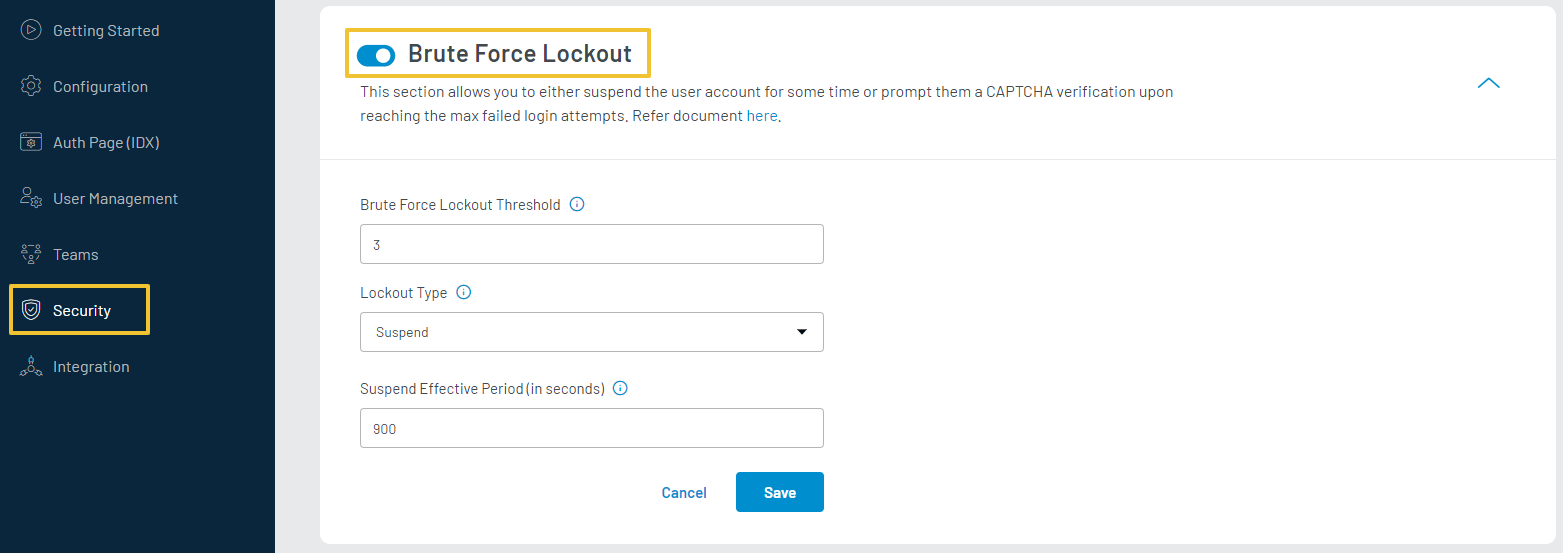 Getting Started
Configuration
Auth Page (IDX)
User Management
Teams
Security
Integration
Brute Force Lockout
This section allows you to either suspend the user account for some time or prompt them a CAPTCHA verification upon
reaching the max failed login attempts. Refer document here.
Brute Force Lockout Threshold
3
Lockout Type
Suspend
Suspend Effective Period (in seconds)
900
Cancel
Save